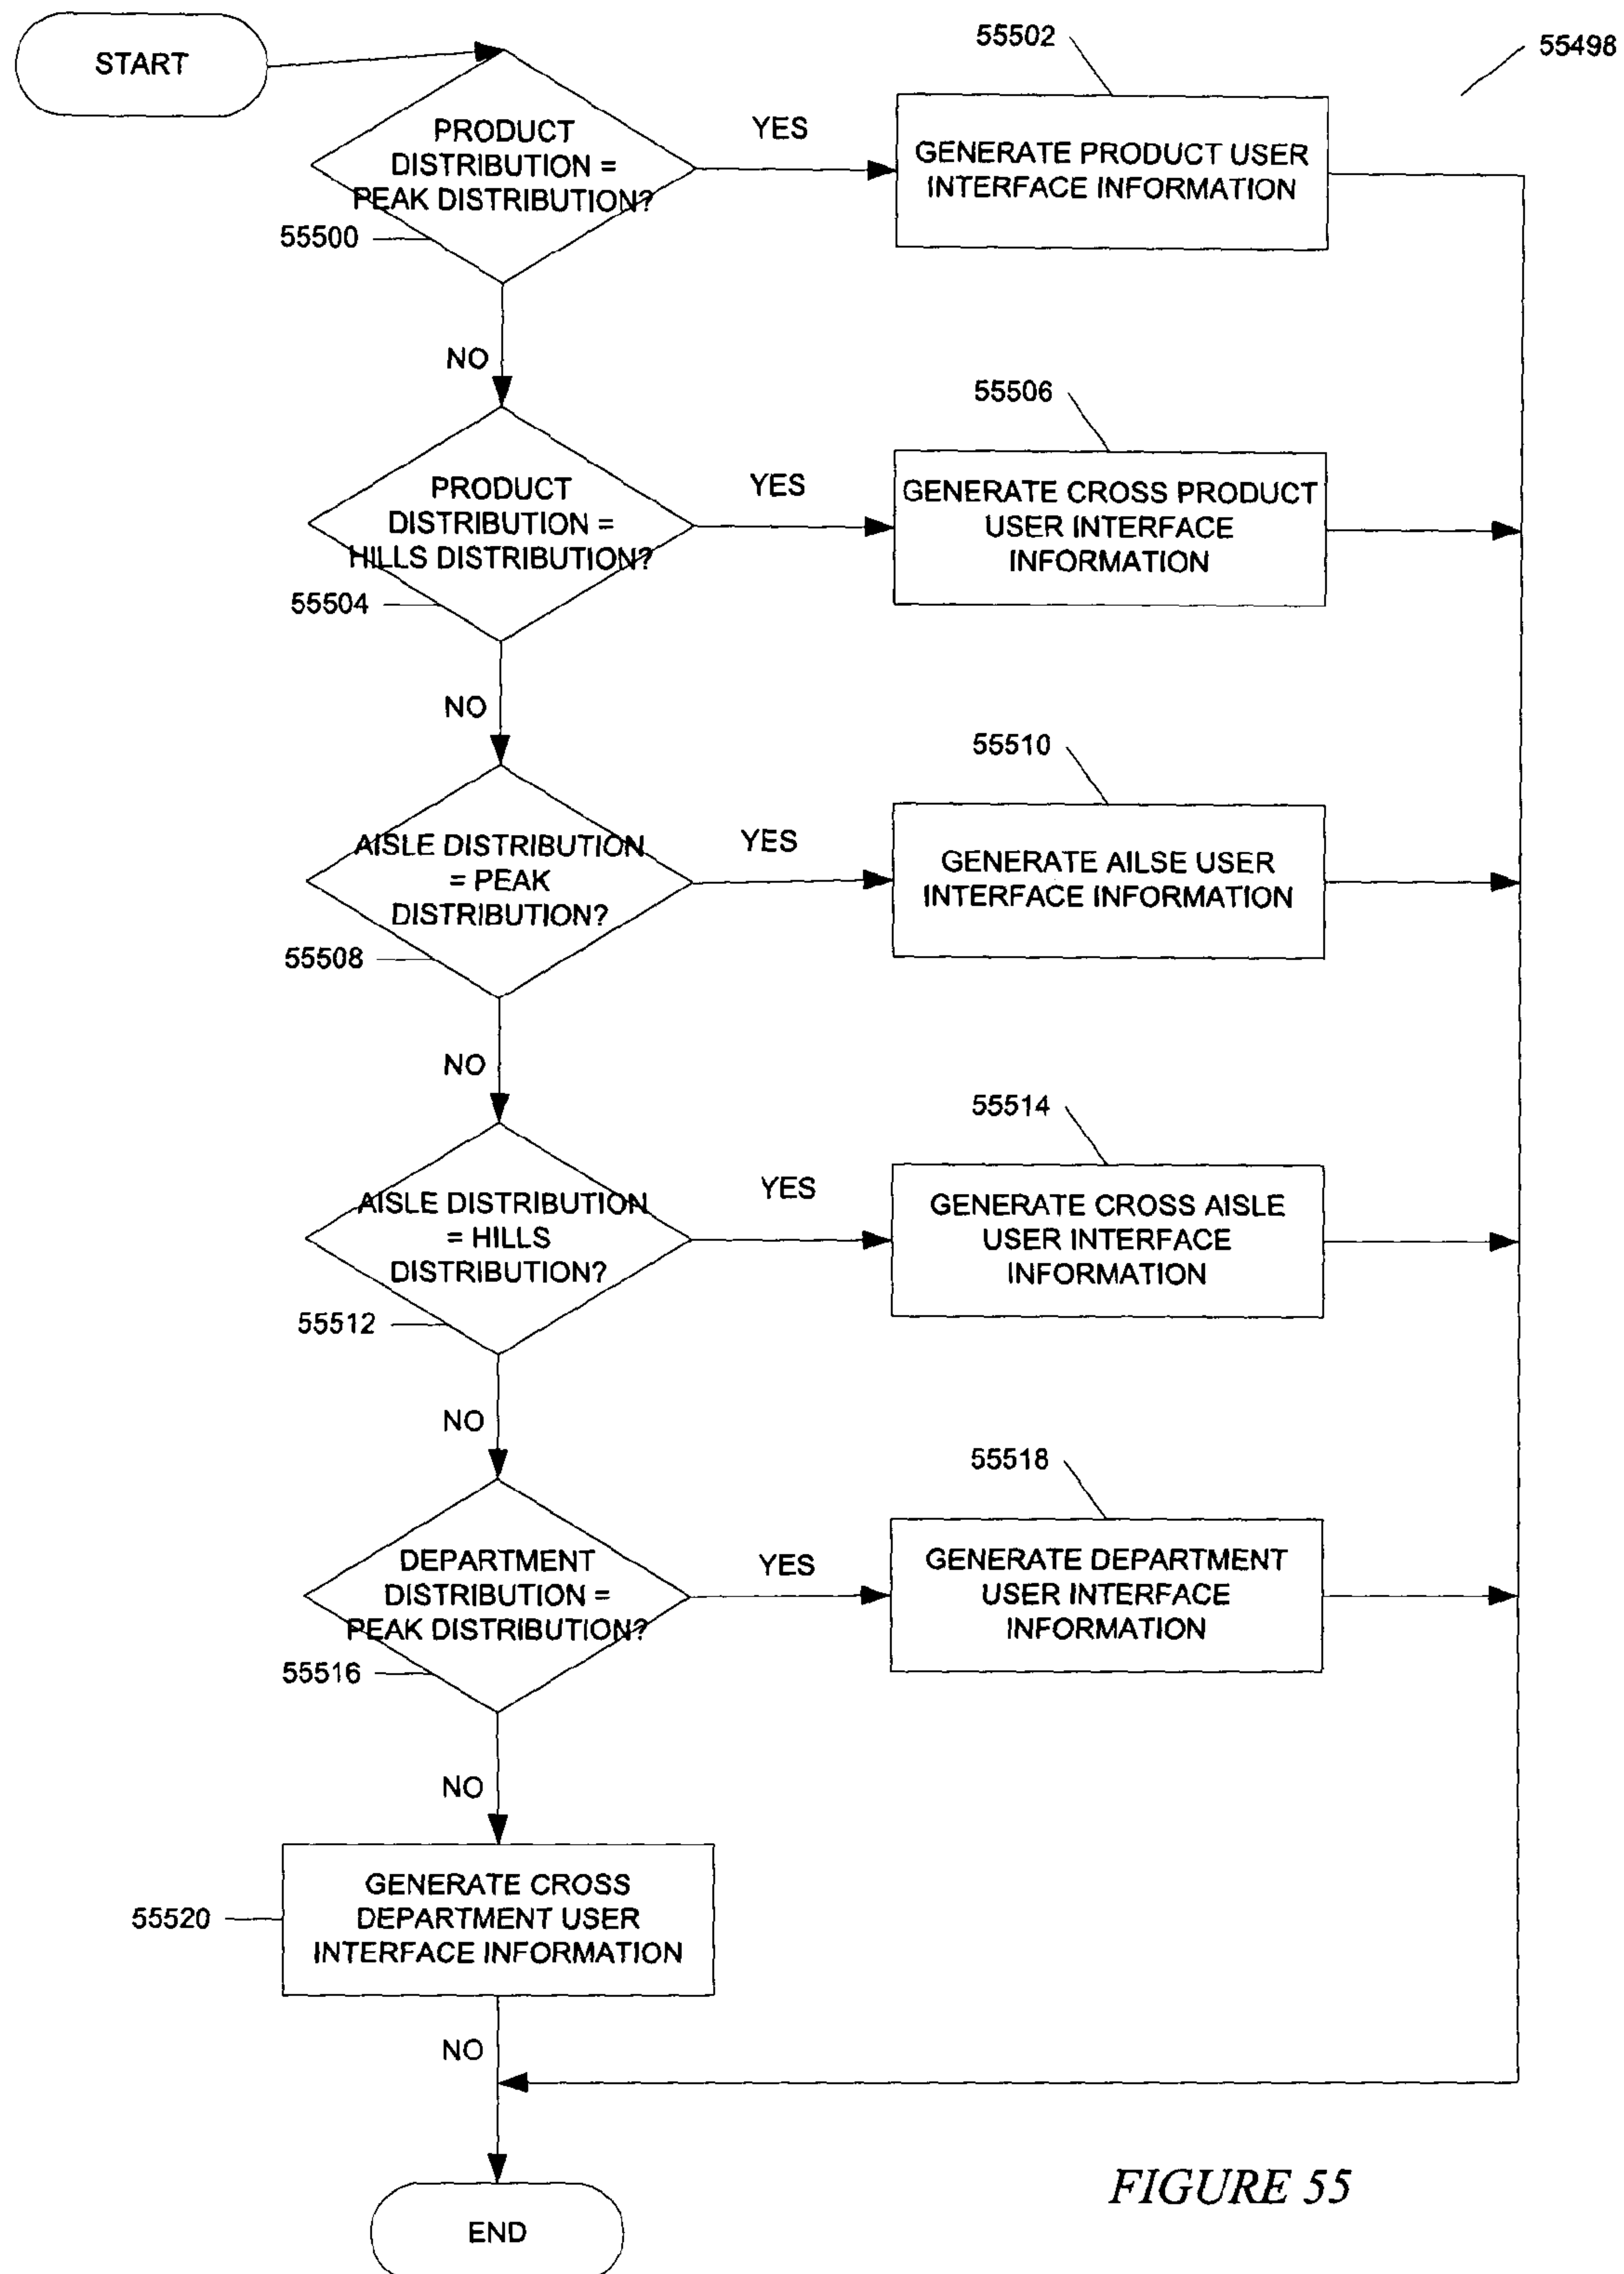 START
55502
55498
PRODUCT
DISTRIBUTION =
PEAK DISTRIBUTION?
YES
GENERATE PRODUCT USER
INTERFACE INFORMATION
55500
NO
55506
PRODUCT
DISTRIBUTION =
HILLS DISTRIBUTION?
YES
GENERATE CROSS PRODUCT
USER INTERFACE
INFORMATION
55504
NO
55510
AISLE DISTRIBUTION
= PEAK
DISTRIBUTION?
YES
GENERATE AILSE USER
INTERFACE INFORMATION
55508
NO
55514
AISLE DISTRIBUTION
= HILLS
DISTRIBUTION?
YES
GENERATE CROSS AISLE
USER INTERFACE
INFORMATION
55512
NO
55518
DEPARTMENT
DISTRIBUTION =
PEAK DISTRIBUTION?
YES
GENERATE DEPARTMENT
USER INTERFACE
INFORMATION
55516
NO
GENERATE CROSS
DEPARTMENT USER
INTERFACE INFORMATION
55520
NO
END
FIGURE 55